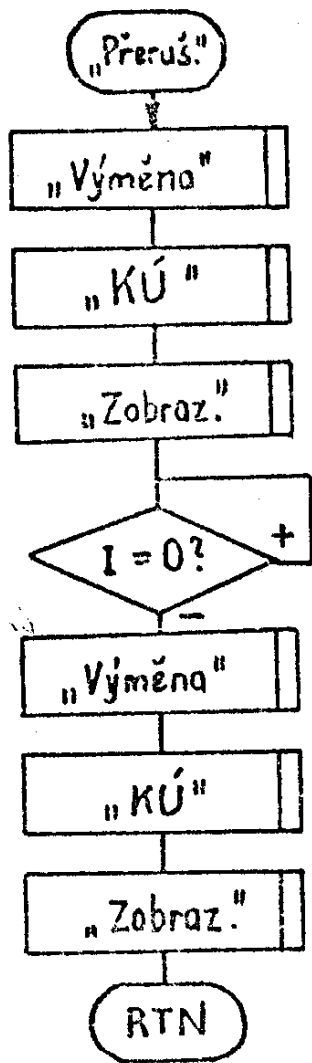 „Přeruš."
„Výměna"
„KÚ"
„Zobraz."
I = 0?
+
-
„Výměna"
„KÚ"
„Zobraz."
RTN